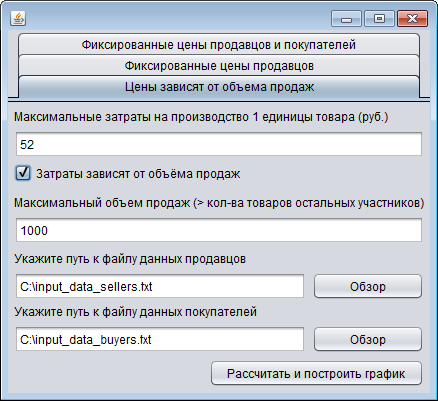 Фиксированные цены продавцов и покупателей
Фиксированные цены продавцов
Цены зависят от объема продаж
Максимальные затраты на производство 1 единицы товара (руб.)
52
Затраты зависят от объёма продаж
Максимальный объем продаж (> кол-ва товаров остальных участников)
1000
Укажите путь к файлу данных продавцов
C:\input_data_sellers.txt Обзор
Укажите путь к файлу данных покупателей
C:\input_data_buyers.txt Обзор
Рассчитать и построить график